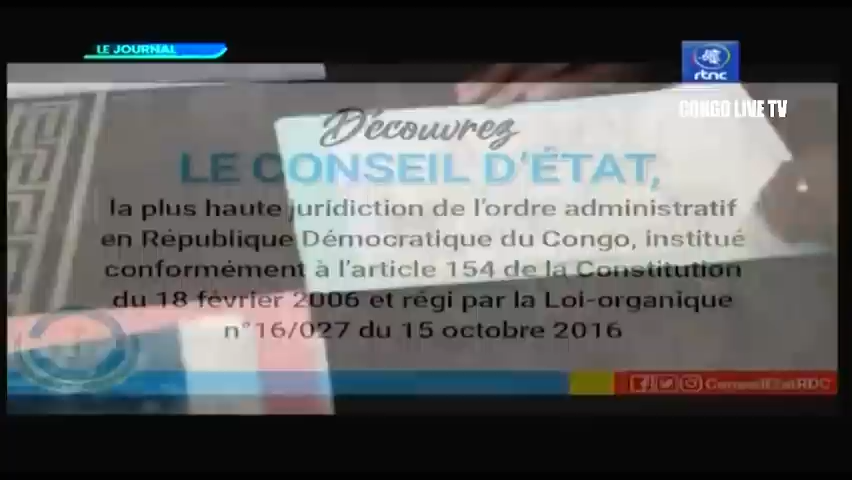 LE JOURNAL
rtnc
CONGO LIVE TV
Découvrez
LE CONSEIL D'ÉTAT,
la plus haute juridiction de l'ordre administratif
en République Démocratique du Congo, institué
conformément à l'article 154 de la Constitution
du 18 février 2006 et régi par la Loi-organique
n°16/027 du 15 octobre 2016
ConseilEtatRDC